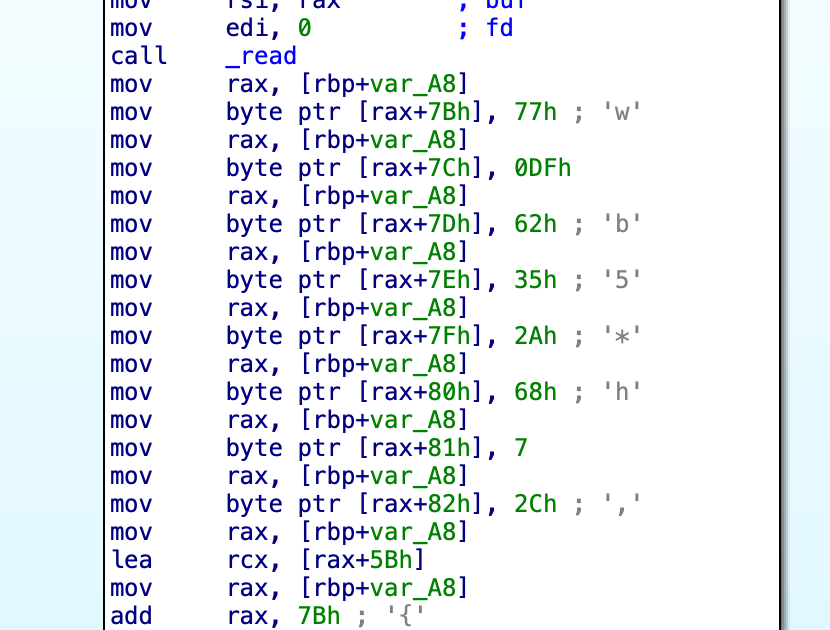 mov rsi, rax ; buf
mov edi, 0 ; fd
call _read
mov rax, [rbp+var_A8]
mov byte ptr [rax+7Bh], 77h ; 'w'
mov rax, [rbp+var_A8]
mov byte ptr [rax+7Ch], 0DFh
mov rax, [rbp+var_A8]
mov byte ptr [rax+7Dh], 62h ; 'b'
mov rax, [rbp+var_A8]
mov byte ptr [rax+7Eh], 35h ; '5'
mov rax, [rbp+var_A8]
mov byte ptr [rax+7Fh], 2Ah ; '*'
mov rax, [rbp+var_A8]
mov byte ptr [rax+80h], 68h ; 'h'
mov rax, [rbp+var_A8]
mov byte ptr [rax+81h], 7
mov rax, [rbp+var_A8]
mov byte ptr [rax+82h], 2Ch ; ','
mov rax, [rbp+var_A8]
lea rcx, [rax+5Bh]
mov rax, [rbp+var_A8]
add rax, 7Bh ; '{'